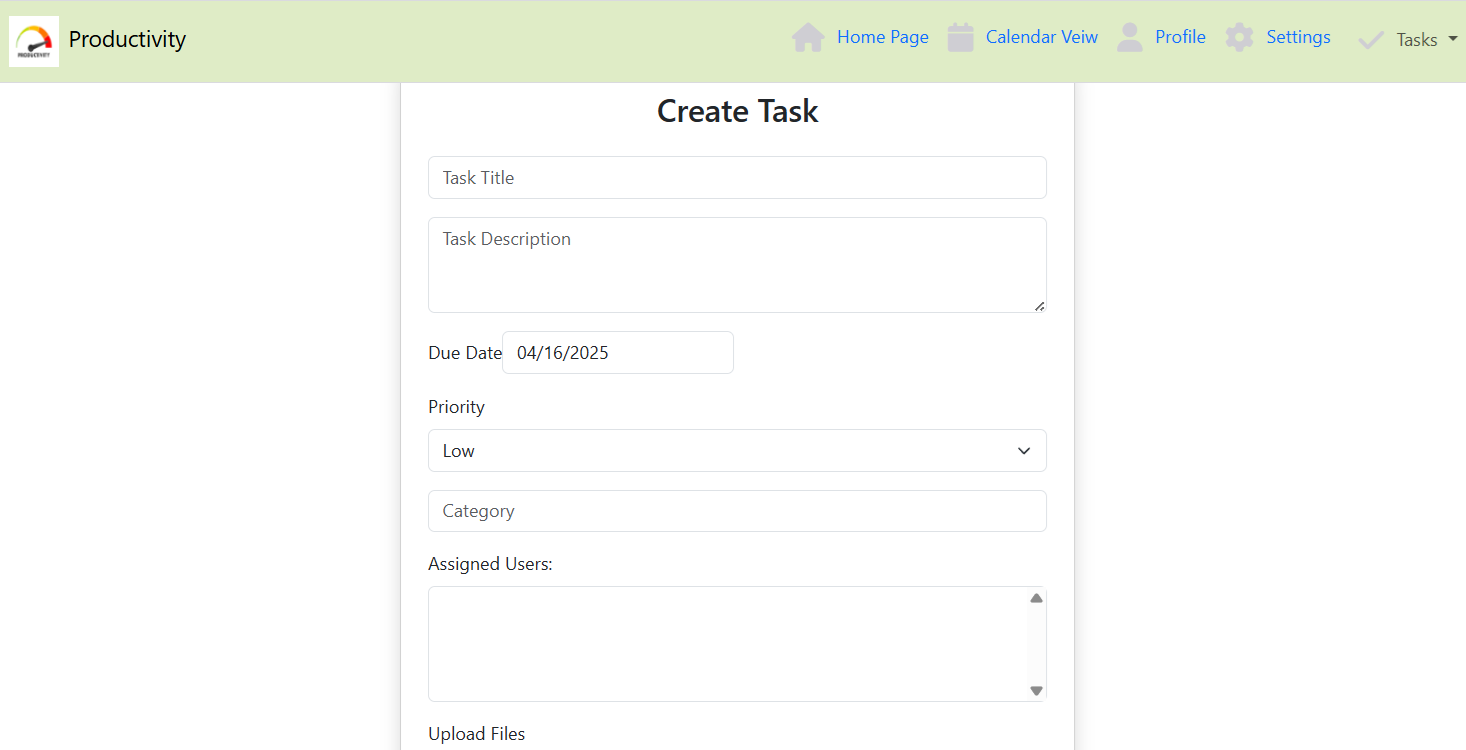 PRODUCTIVITY
Productivity
Home Page
Calendar Veiw
Profile
Settings
Tasks
Create Task
Task Title
Task Description
Due Date 04/16/2025
Priority
Low
Category
Assigned Users:
Upload Files